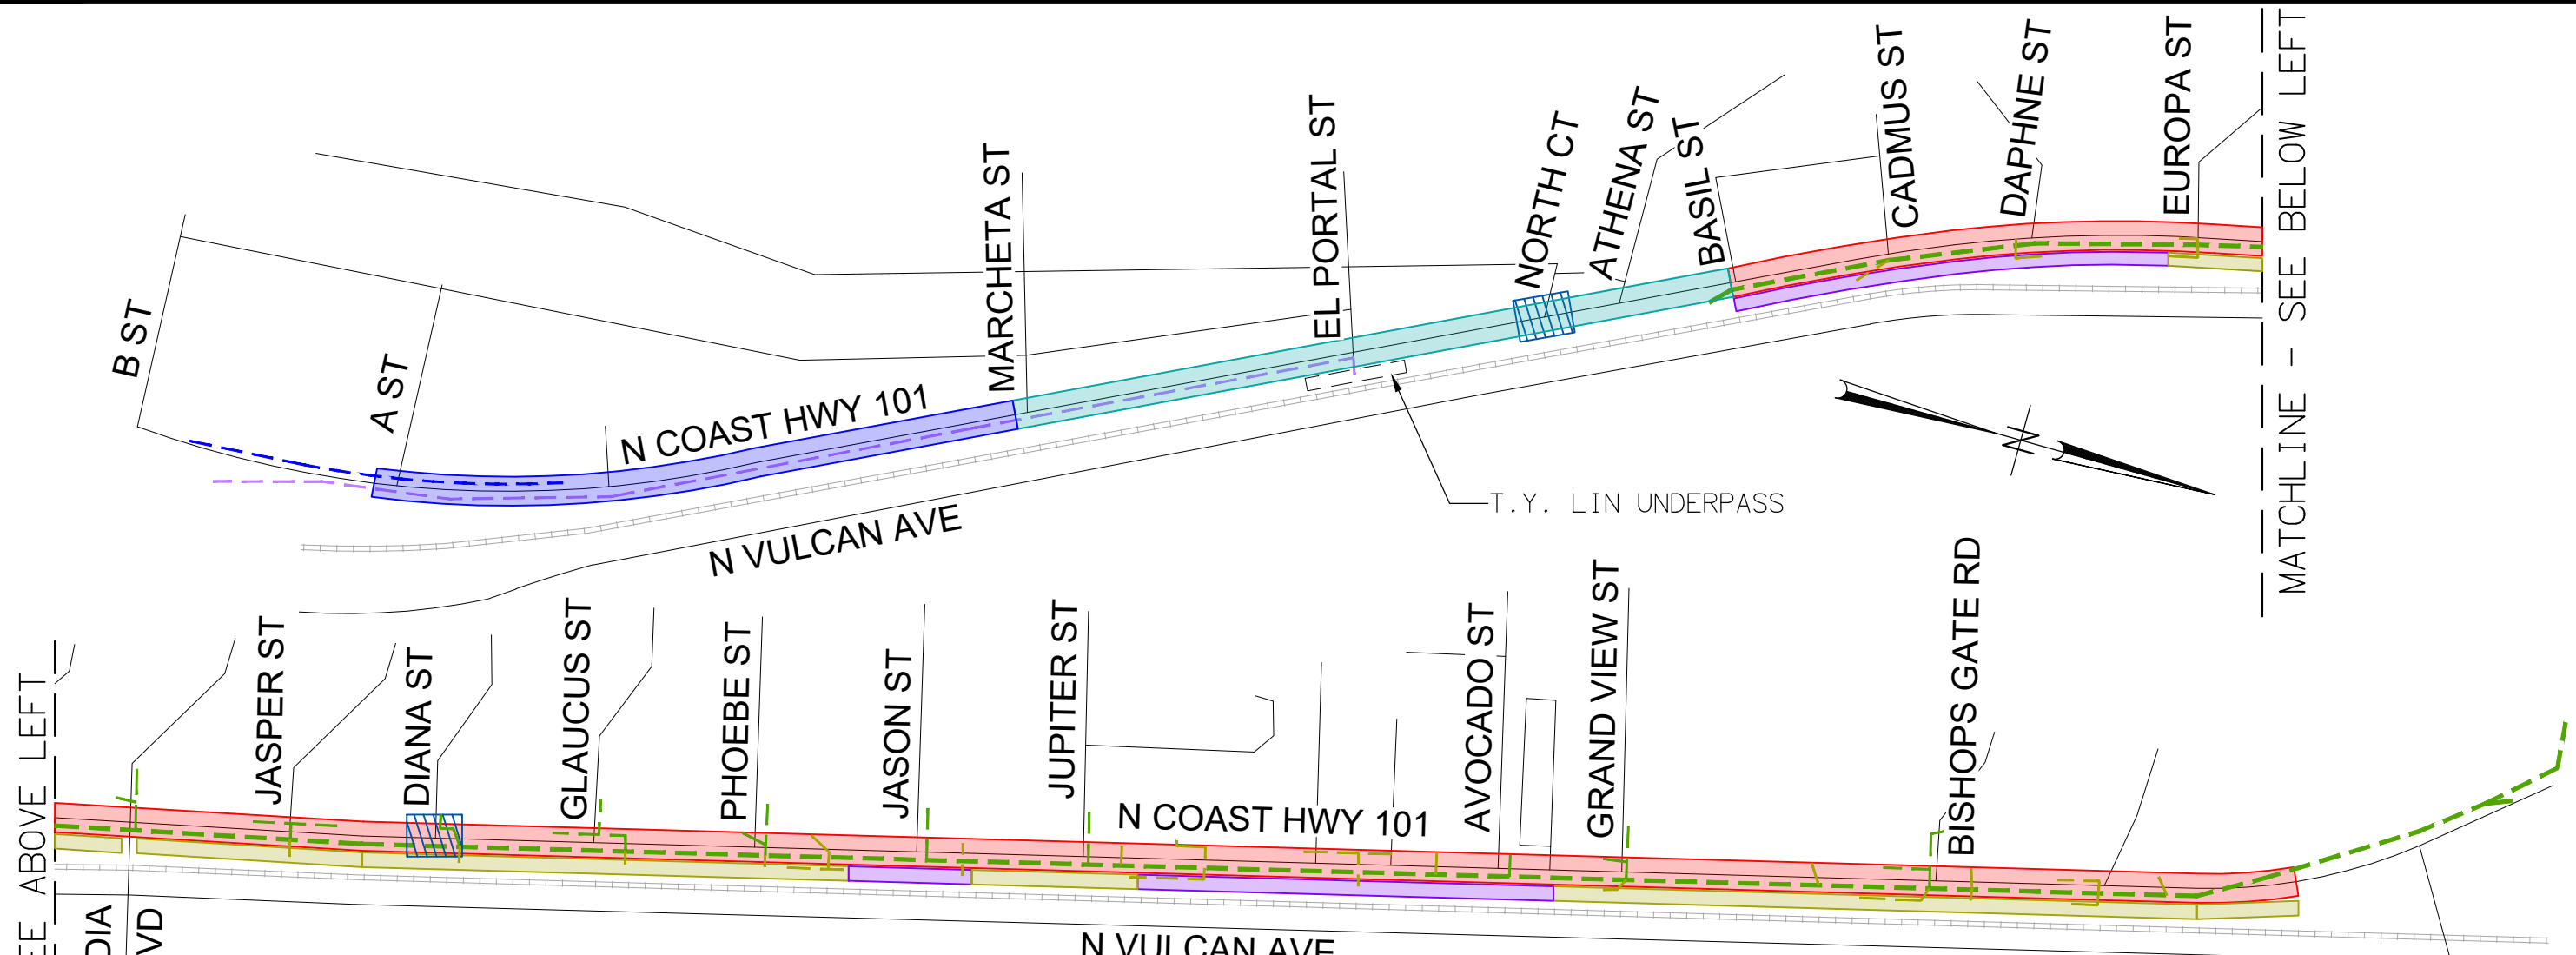 B ST
A ST
N COAST HWY 101
MARCHETA ST
EL PORTAL ST
NORTH CT
ATHENA ST
BASIL ST
CADMUS ST
DAPHNE ST
EUROPA ST
MATCHLINE - SEE BELOW LEFT
N VULCAN AVE
T.Y. LIN UNDERPASS
N
EE ABOVE LEFT
DIA
VD
JASPER ST
DIANA ST
GLAUCUS ST
PHOEBE ST
JASON ST
JUPITER ST
N COAST HWY 101
AVOCADO ST
GRAND VIEW ST
BISHOPS GATE RD
N VULCAN AVE